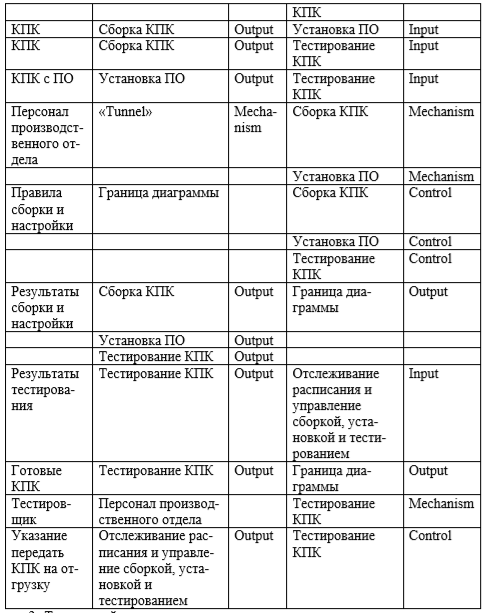 КПК
КПК Сборка КПК Output Установка ПО Input
КПК Сборка КПК Output Тестирование Input
КПК
КПК с ПО Установка ПО Output Тестирование Input
КПК
Персонал «Tunnel» Mecha- Сборка КПК Mechanism
производст- nism
венного от-
дела
Установка ПО Mechanism
Правила Граница диаграммы Сборка КПК Control
сборки и
настройки
Установка ПО Control
Тестирование Control
КПК
Результаты Сборка КПК Output Граница диа- Output
сборки и граммы
настройки
Установка ПО Output
Тестирование КПК Output
Результаты Тестирование КПК Output Отслеживание Input
тестирова- расписания и
ния управление
сборкой, уста-
новкой и тести-
рованием
Готовые Тестирование КПК Output Граница диа- Output
КПК граммы
Тестиров- Персонал производ- Тестирование Mechanism
щик ственного отдела КПК
Указание Отслеживание рас- Output Тестирование Control
передать писания и управле- КПК
КПК на от- ние сборкой, уста-
грузку новкой и
тестированием